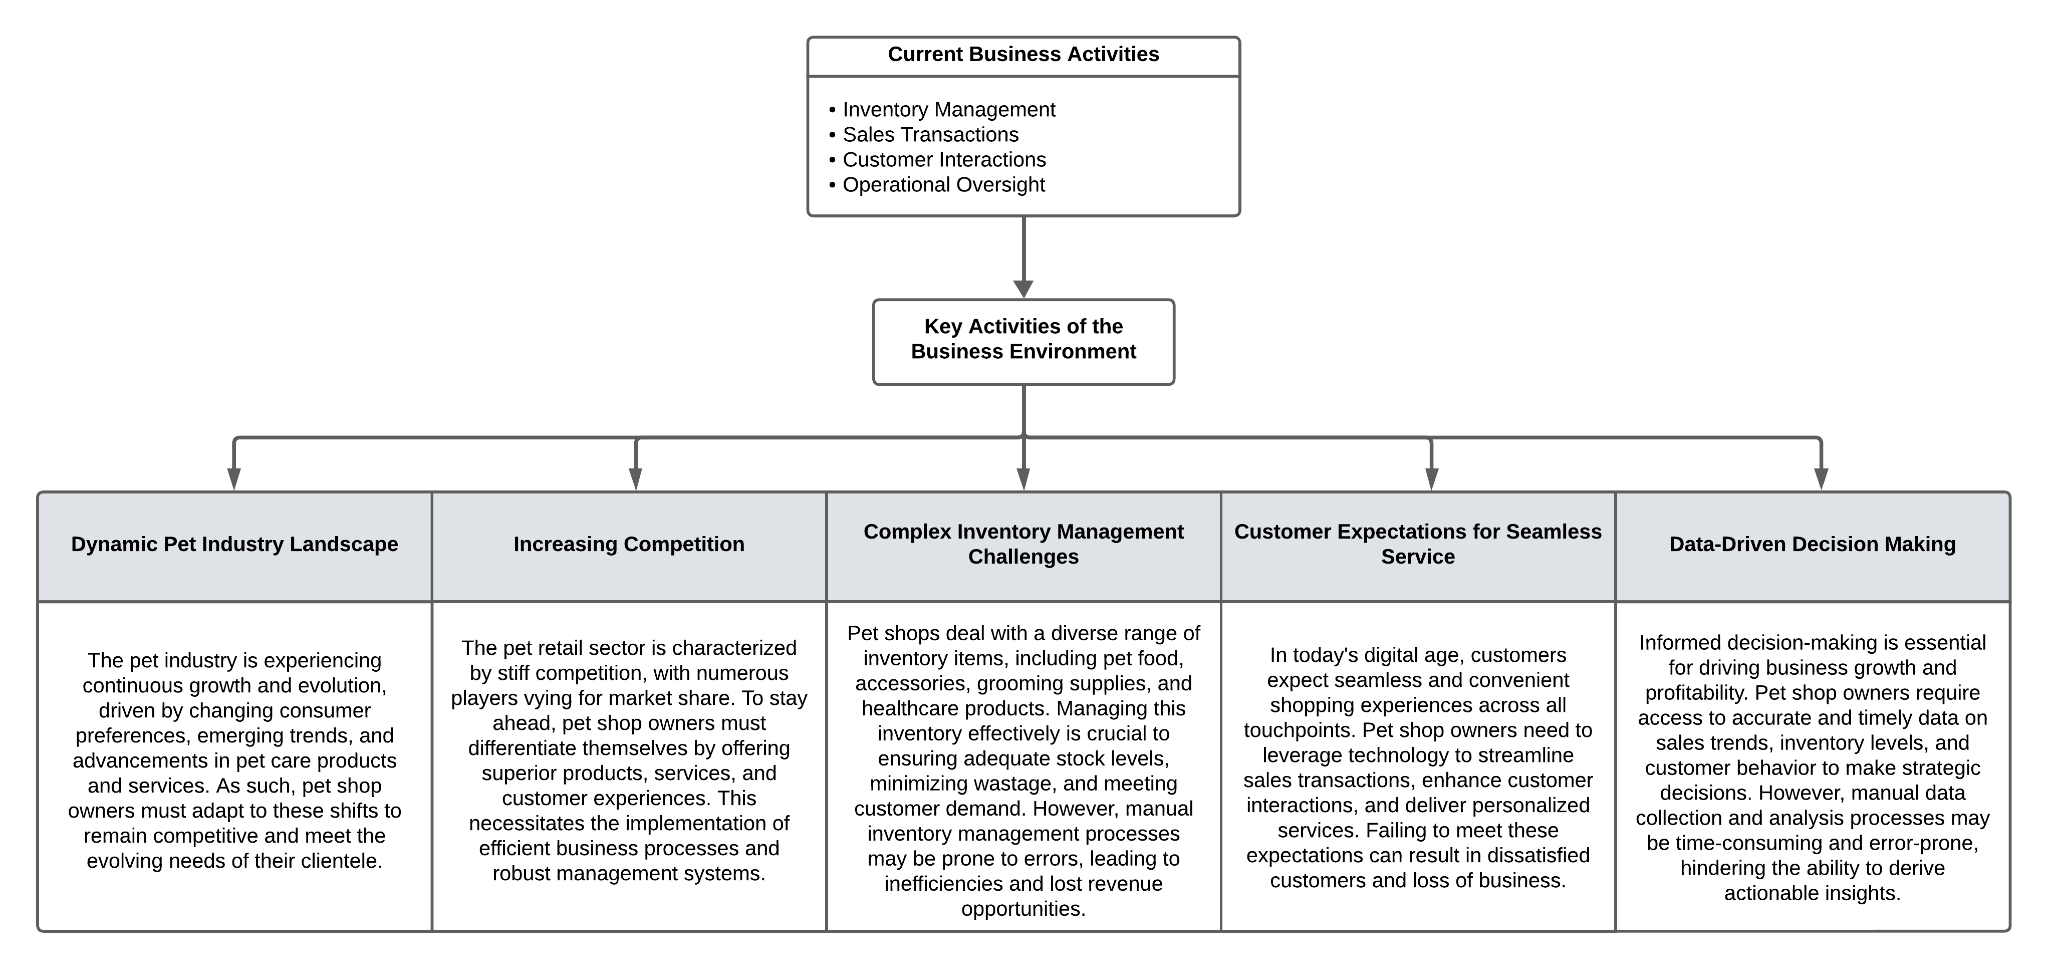 Current Business Activities
• Inventory Management
• Sales Transactions
• Customer Interactions
• Operational Oversight
Key Activities of the
Business Environment
Dynamic Pet Industry Landscape
The pet industry is experiencing
continuous growth and evolution,
driven by changing consumer
preferences, emerging trends, and
advancements in pet care products
and services. As such, pet shop
owners must adapt to these shifts to
remain competitive and meet the
evolving needs of their clientele.
Increasing Competition
The pet retail sector is characterized
by stiff competition, with numerous
players vying for market share. To stay
ahead, pet shop owners must
differentiate themselves by offering
superior products, services, and
customer experiences. This
necessitates the implementation of
efficient business processes and
robust management systems.
Complex Inventory Management
Challenges
Pet shops deal with a diverse range of
inventory items, including pet food,
accessories, grooming supplies, and
healthcare products. Managing this
inventory effectively is crucial to
ensuring adequate stock levels,
minimizing wastage, and meeting
customer demand. However, manual
inventory management processes
may be prone to errors, leading to
inefficiencies and lost revenue
opportunities.
Customer Expectations for Seamless
Service
In today's digital age, customers
expect seamless and convenient
shopping experiences across all
touchpoints. Pet shop owners need to
leverage technology to streamline
sales transactions, enhance customer
interactions, and deliver personalized
services. Failing to meet these
expectations can result in dissatisfied
customers and loss of business.
Data-Driven Decision Making
Informed decision-making is essential
for driving business growth and
profitability. Pet shop owners require
access to accurate and timely data on
sales trends, inventory levels, and
customer behavior to make strategic
decisions. However, manual data
collection and analysis processes may
be time-consuming and error-prone,
hindering the ability to derive
actionable insights.